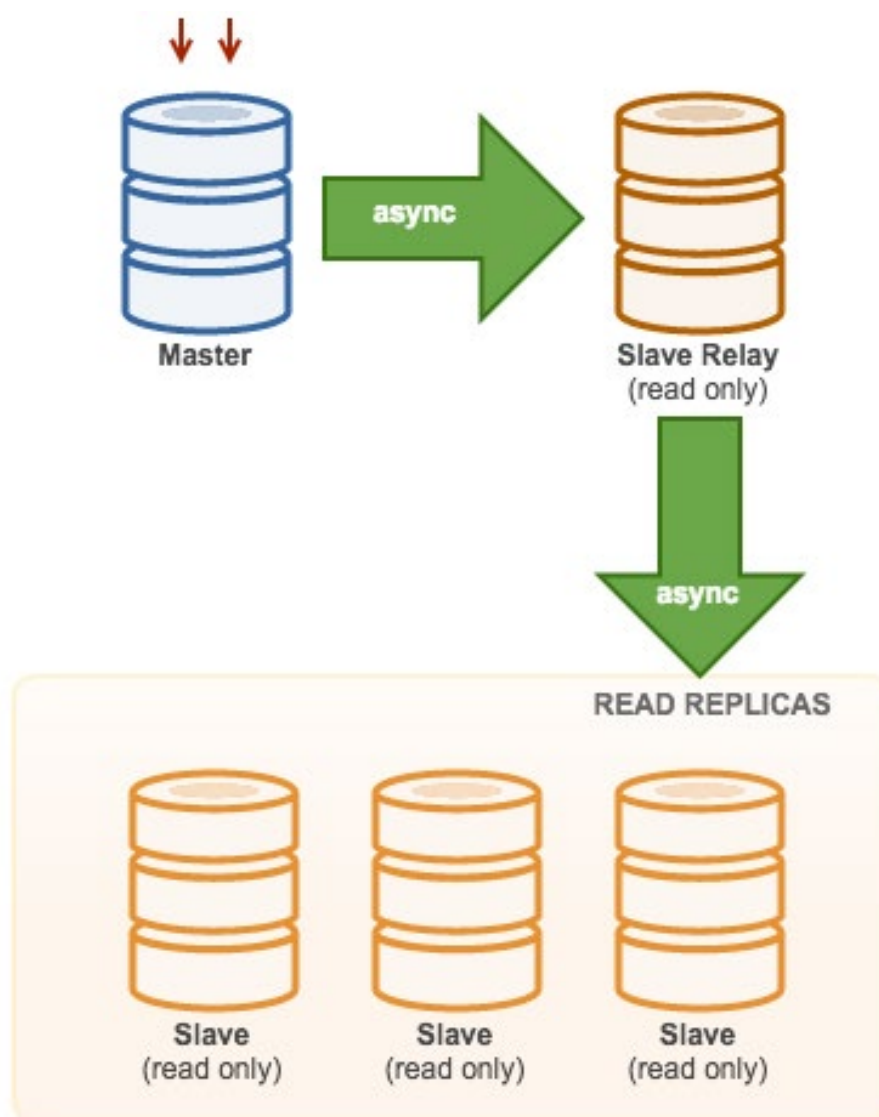 async
Master
Slave Relay
(read only)
async
READ REPLICAS
Slave
(read only)
Slave
(read only)
Slave
(read only)